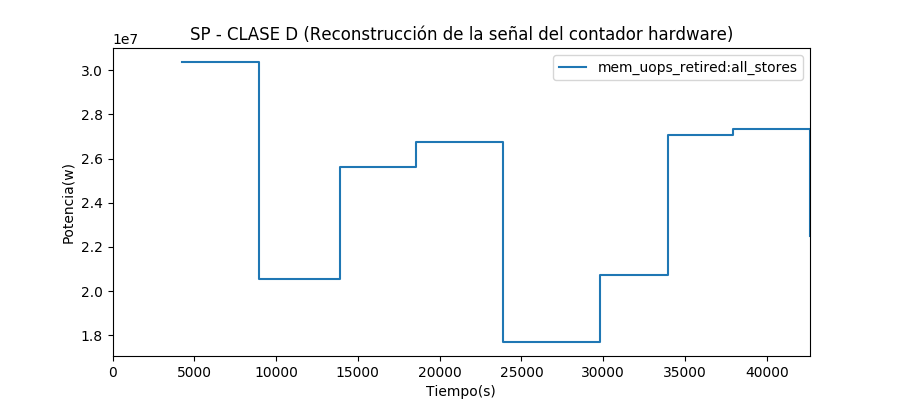 SP - CLASE D (Reconstrucción de la señal del contador hardware)
1e7
mem_uops_retired:all_stores
3.0
2.8
2.6
2.4
2.2
2.0
1.8
Potencia(w)
0 5000 10000 15000 20000 25000 30000 35000 40000
Tiempo(s)